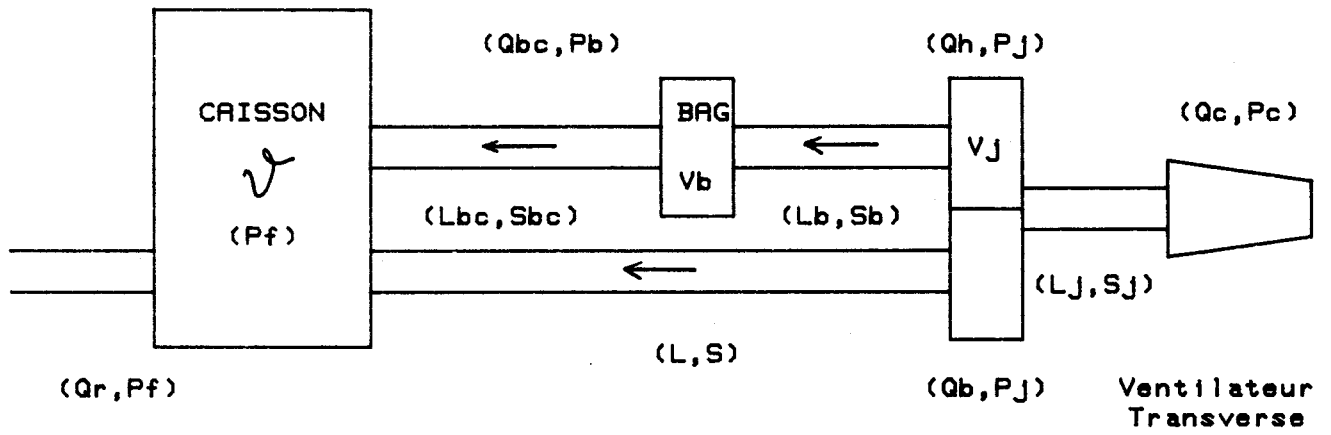 (Qbc,Pb)
(Qh,Pj)
(Qc,Pc)
CAISSON
BAG
Vj
V
Vb
(Pf)
(Lbc,Sbc)
(Lb,Sb)
(Lj,Sj)
(L,S)
(Qr,Pf)
(Qb,Pj)
Ventilateur
Transverse